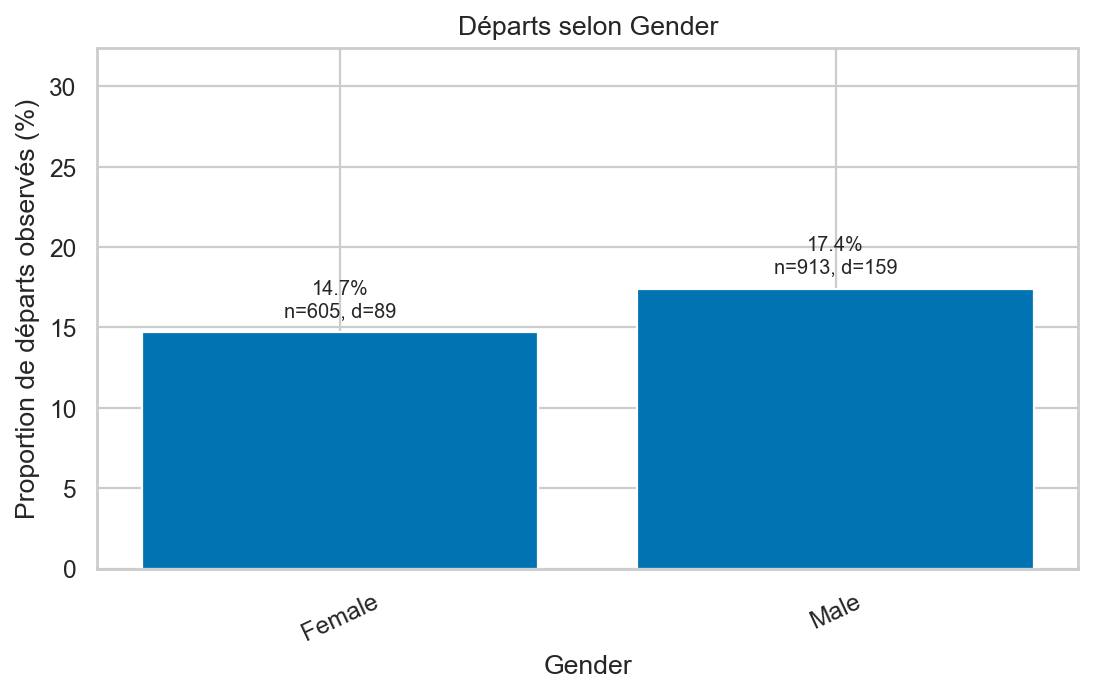 Départs selon Gender
Proportion de départs observés (%)
30
25
20
15
10
5
0
14.7%
n=605, d=89
17.4%
n=913, d=159
Female
Male
Gender